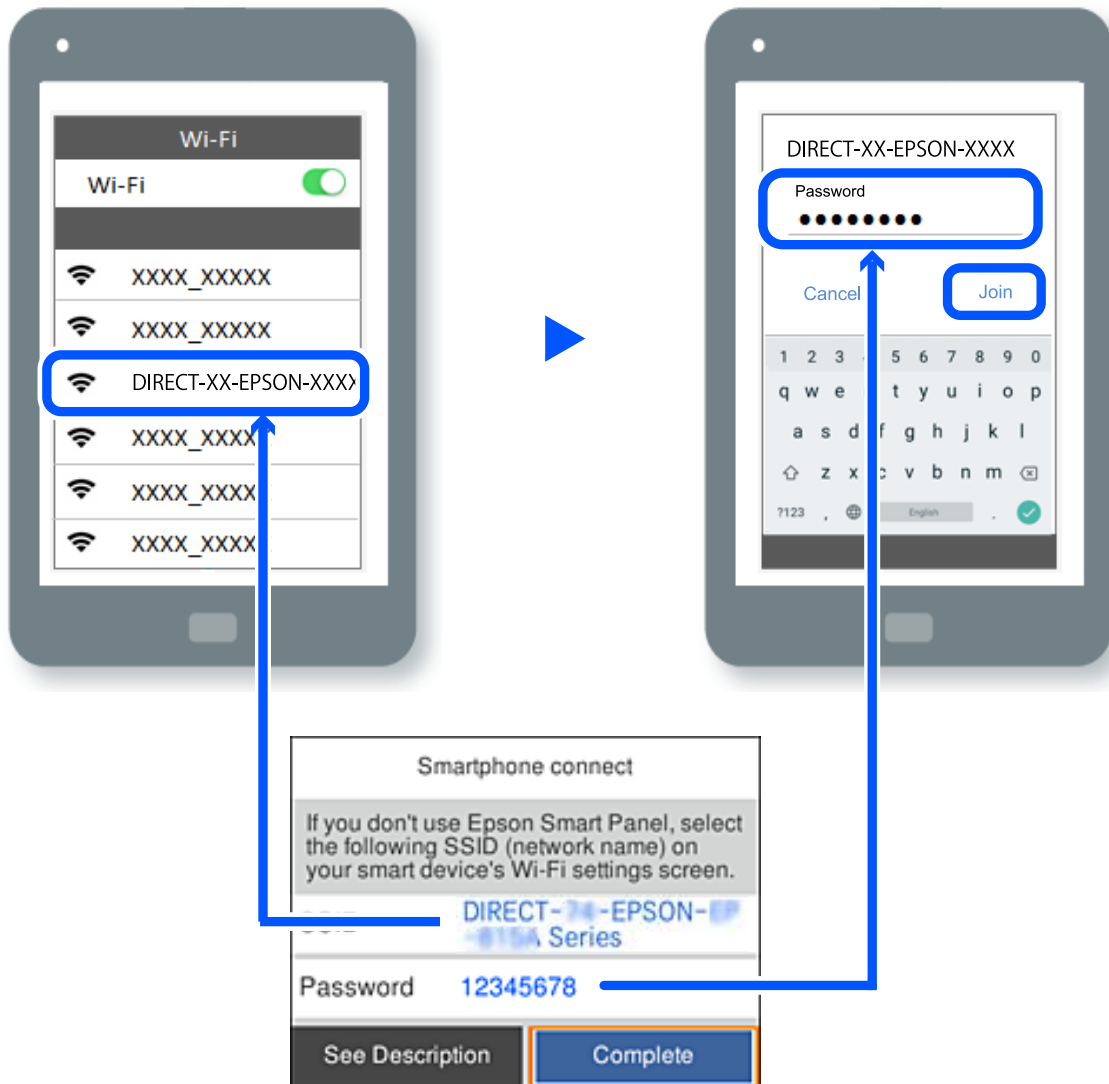 Wi-Fi
Wi-Fi
XXXX_XXXXX
XXXX_XXXXX
DIRECT-XX-EPSON-XXXX
XXXX_XXXX
XXXX_XXXX
XXXX_XXXX
DIRECT-XX-EPSON-XXXX
Password
Cancel
Join
1 2 3 5 6 7 8 9 0
q w e t y u i o p
a s d f g h j k l
z x c v b n m
?123 , English .
Smartphone connect
If you don't use Epson Smart Panel, select
the following SSID (network name) on
your smart device's Wi-Fi settings screen.
DIRECT- -EPSON-
Series
Password 12345678
See Description Complete